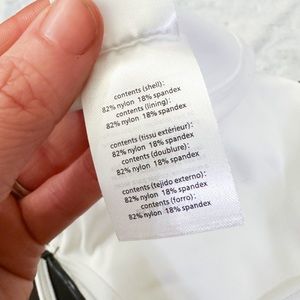 contents (shell):
82% nylon 18% spandex
contents (lining):
82% nylon 18% spandex
contents (tissu extérieur):
82% nylon 18% spandex
contents (doublure):
82% nylon 18% spandex
contents (tejido externo):
82% nylon 18% spandex
contents (forro):
82% nylon 18% spandex